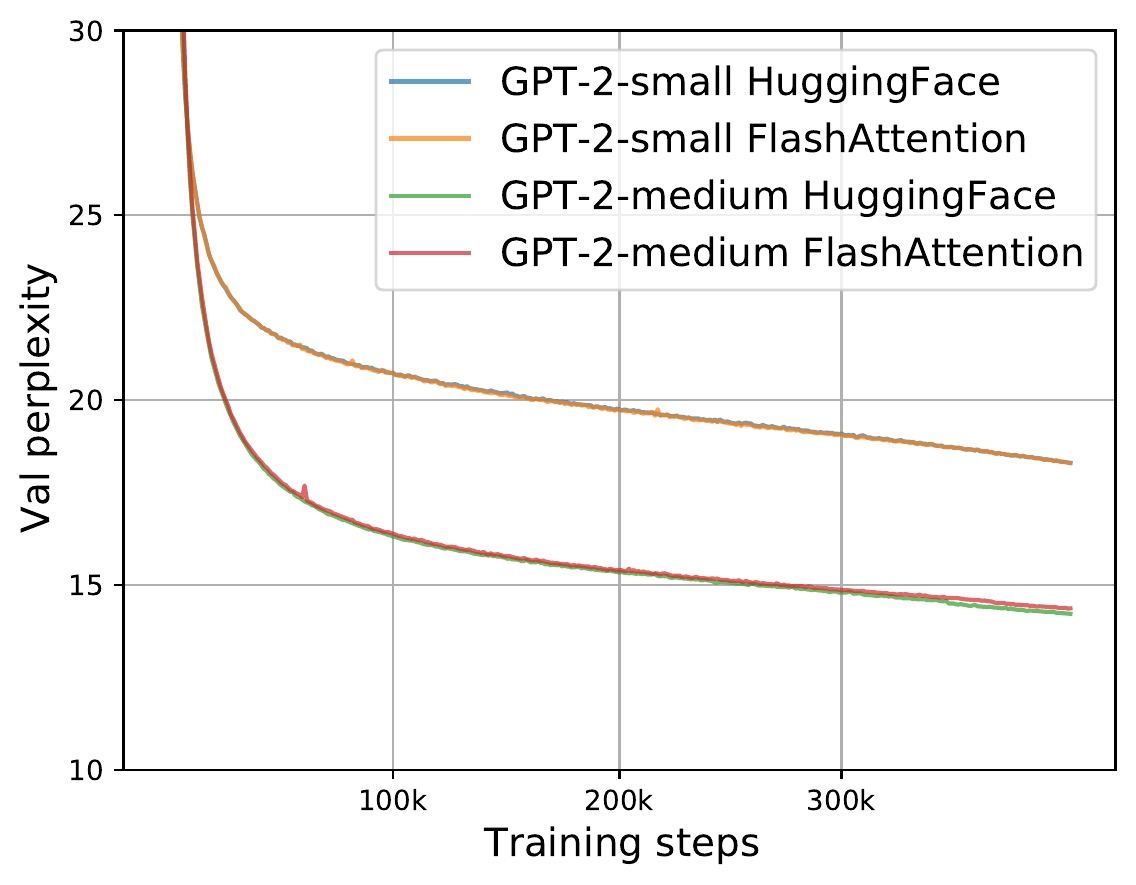 30
25
20
15
10
Val perplexity
GPT-2-small HuggingFace
GPT-2-small FlashAttention
GPT-2-medium HuggingFace
GPT-2-medium FlashAttention
100k
200k
300k
Training steps